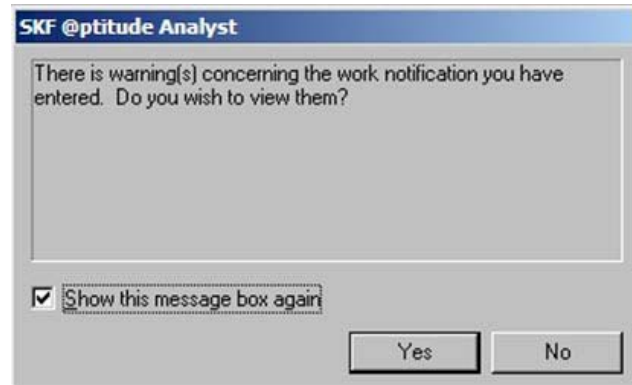 SKF @ptitude Analyst
There is warning(s) concerning the work notification you have
entered.  Do you wish to view them?
Show this message box again
Yes
No